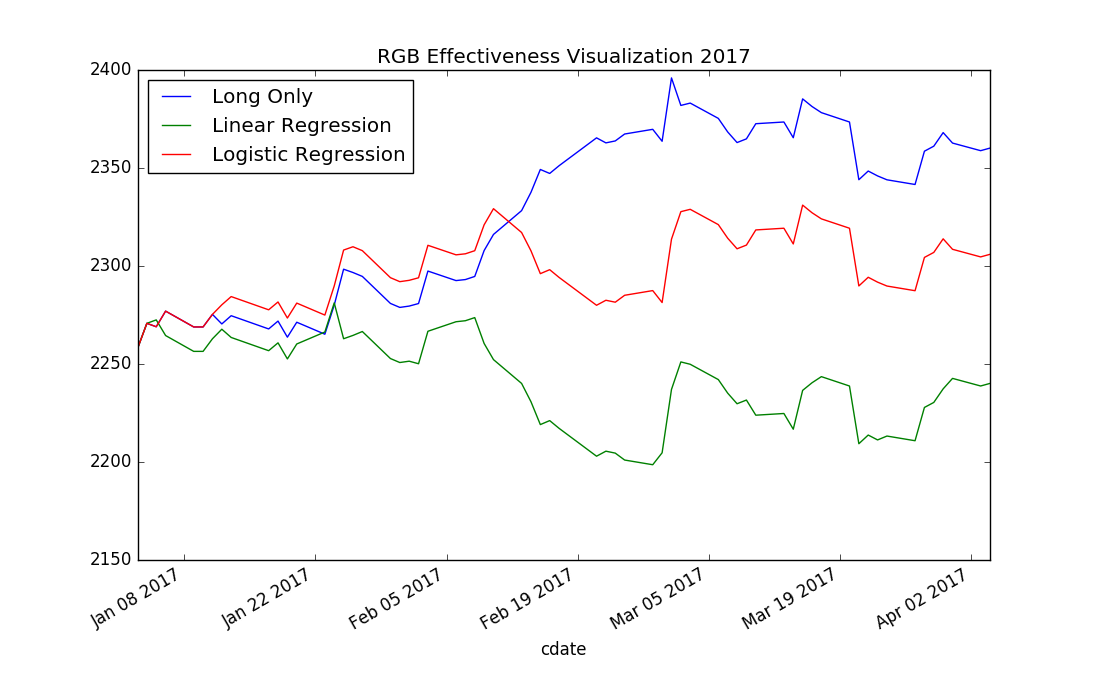 RGB Effectiveness Visualization 2017
2400
2350
2300
2250
2200
2150
Long Only
Linear Regression
Logistic Regression
Jan 08 2017
Jan 22 2017
Feb 05 2017
Feb 19 2017
Mar 05 2017
Mar 19 2017
Apr 02 2017
cdate